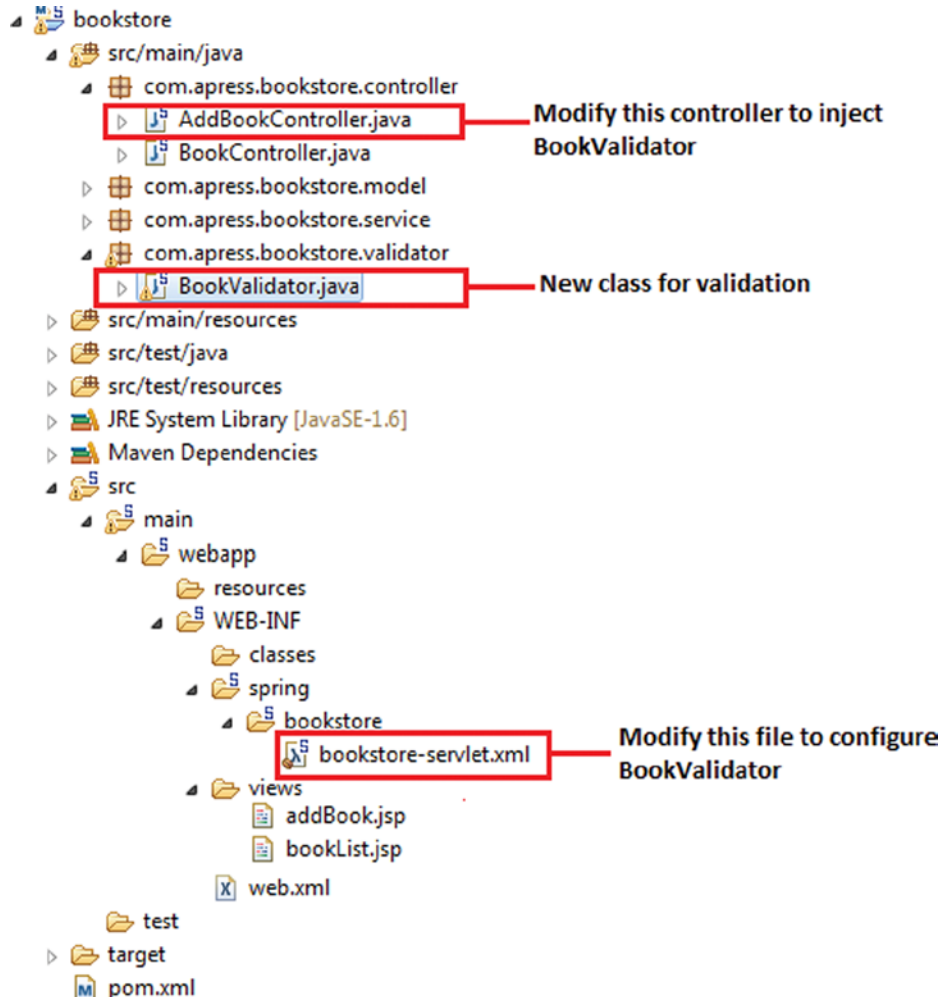 bookstore
src/main/java
com.apress.bookstore.controller
AddBookController.java
Modify this controller to inject
BookValidator
BookController.java
com.apress.bookstore.model
com.apress.bookstore.service
com.apress.bookstore.validator
BookValidator.java
New class for validation
src/main/resources
src/test/java
src/test/resources
JRE System Library [JavaSE-1.6]
Maven Dependencies
src
main
webapp
resources
WEB-INF
classes
spring
bookstore
bookstore-servlet.xml
Modify this file to configure
BookValidator
views
addBook.jsp
bookList.jsp
web.xml
test
target
pom.xml